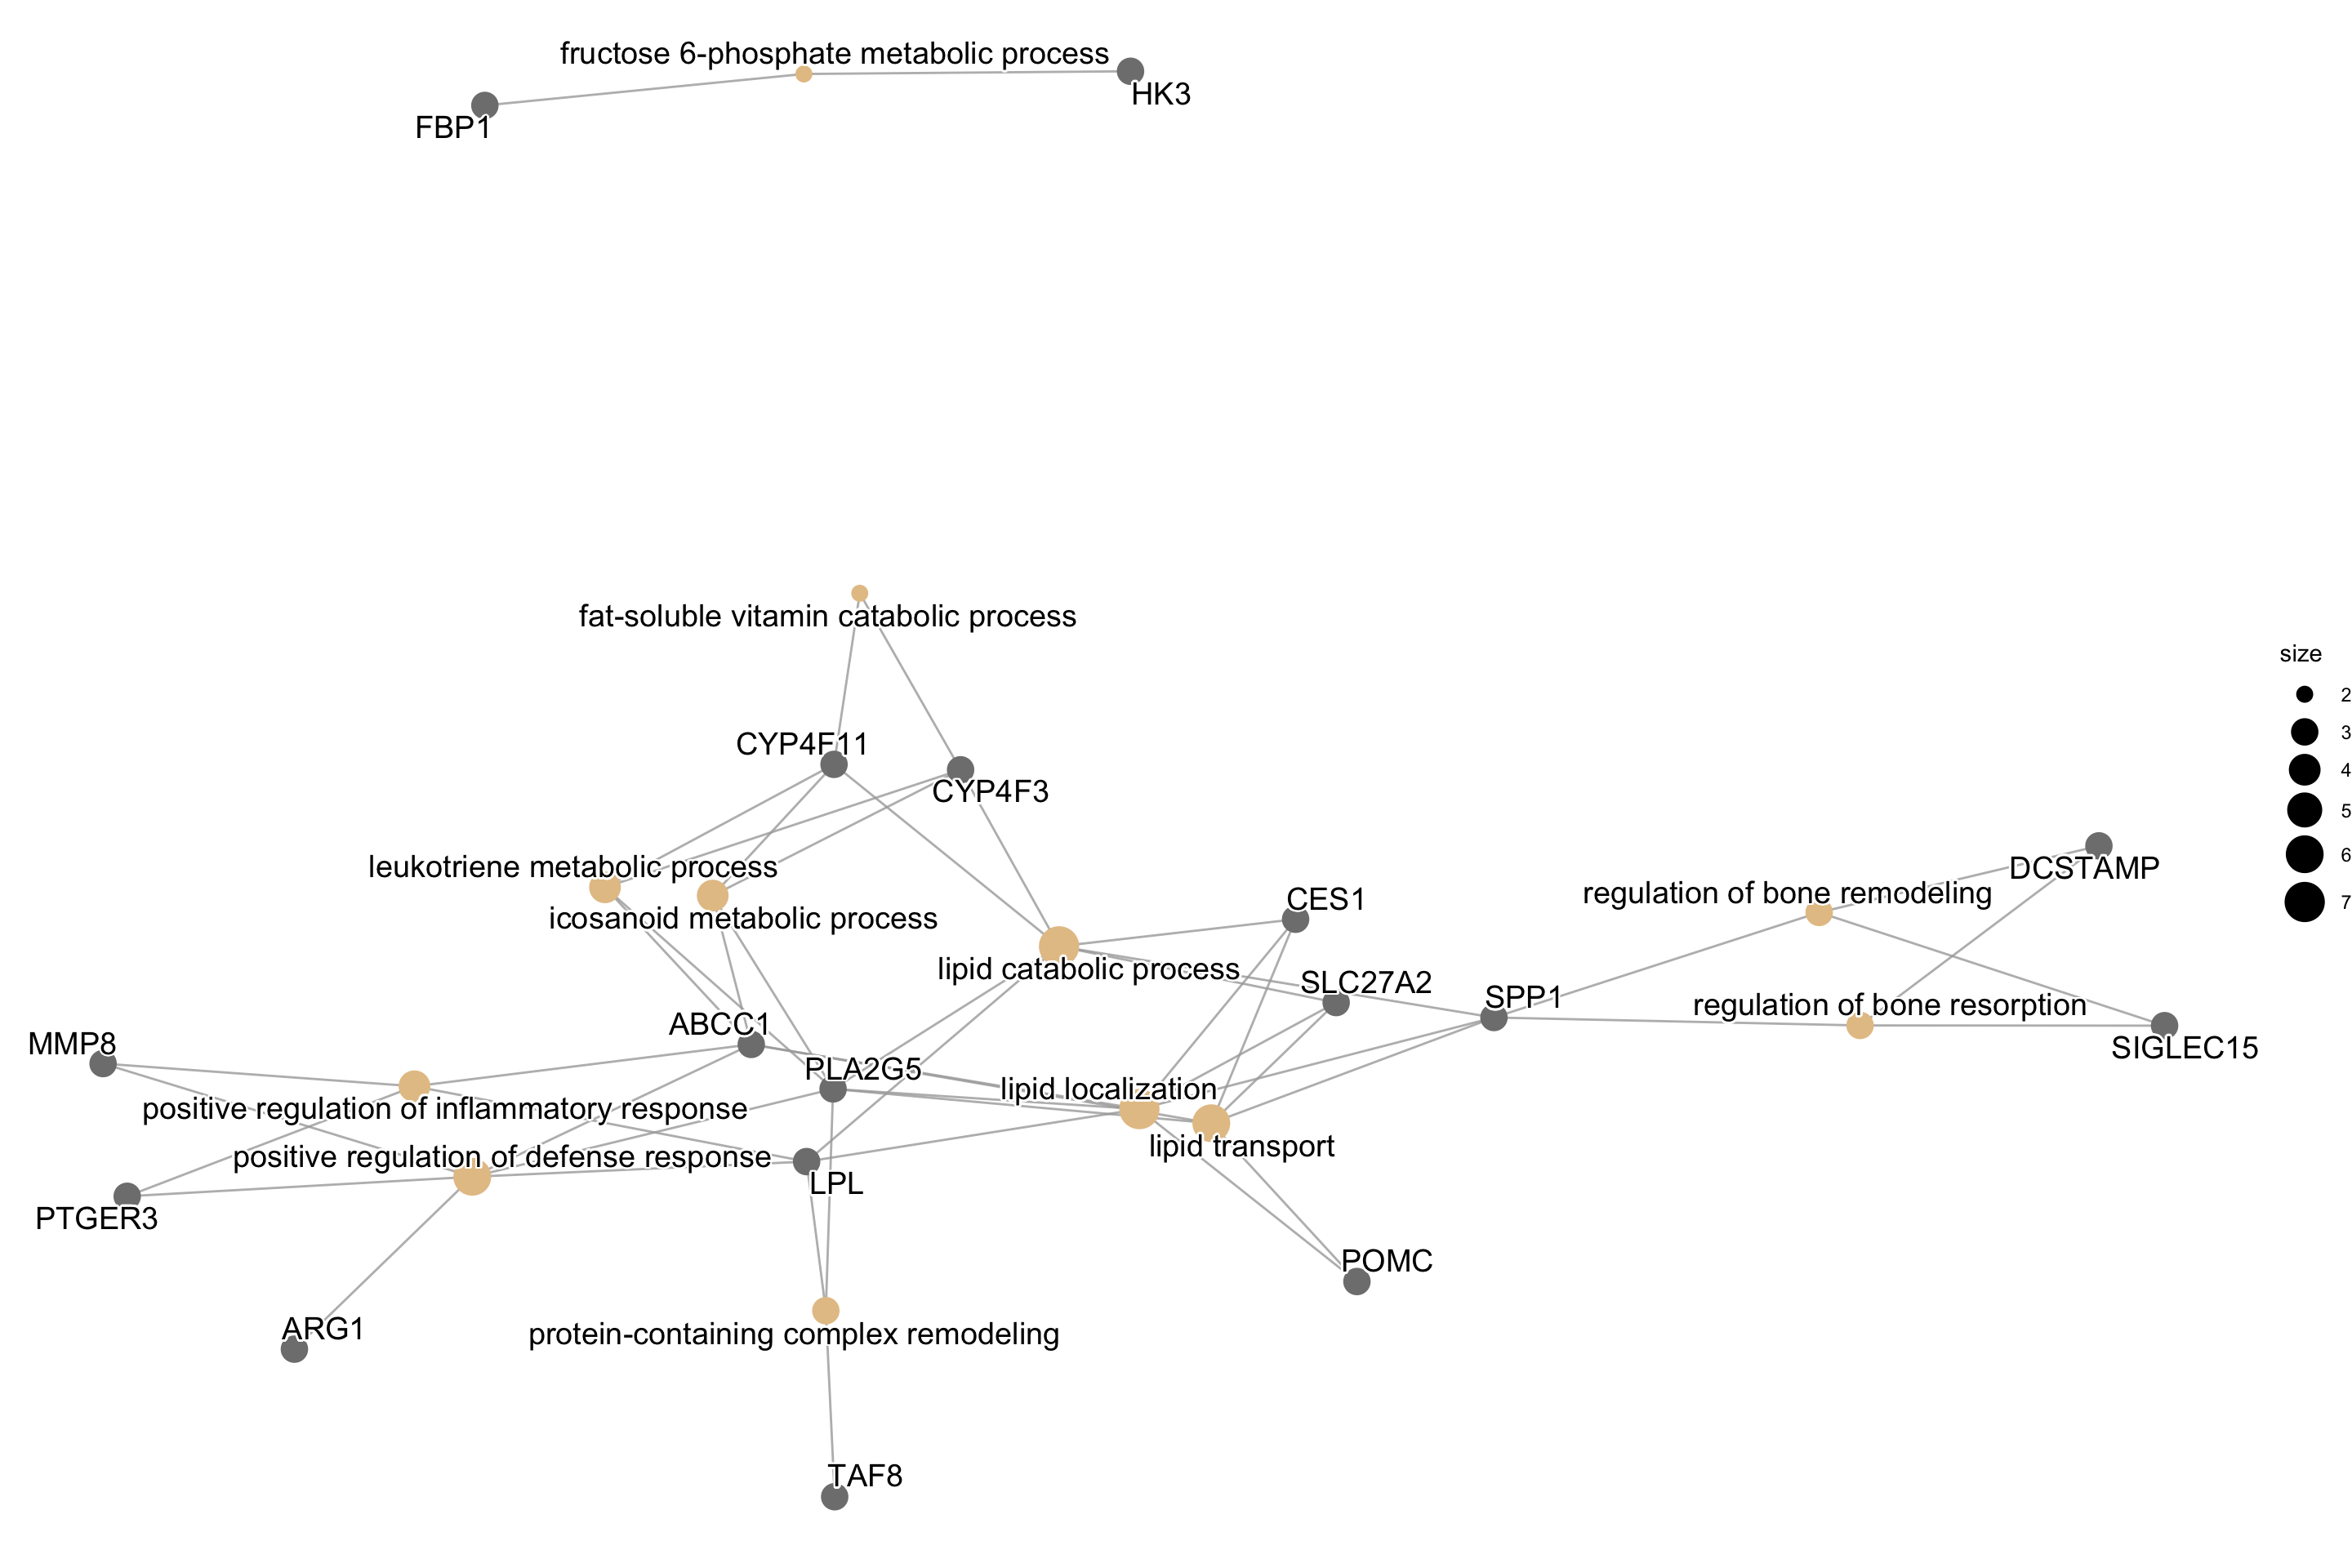 fructose 6-phosphate metabolic process
HK3
FBP1
fat-soluble vitamin catabolic process
size
2
3
4
5
6
7
CYP4F11
CYP4F3
leukotriene metabolic process
icosanoid metabolic process
CES1
regulation of bone remodeling
DCSTAMP
lipid catabolic process
SLC27A2
SPP1
regulation of bone resorption
SIGLEC15
ABCC1
MMP8
PLA2G5
lipid localization
positive regulation of inflammatory response
lipid transport
positive regulation of defense response
LPL
PTGER3
POMC
ARG1
protein-containing complex remodeling
TAF8